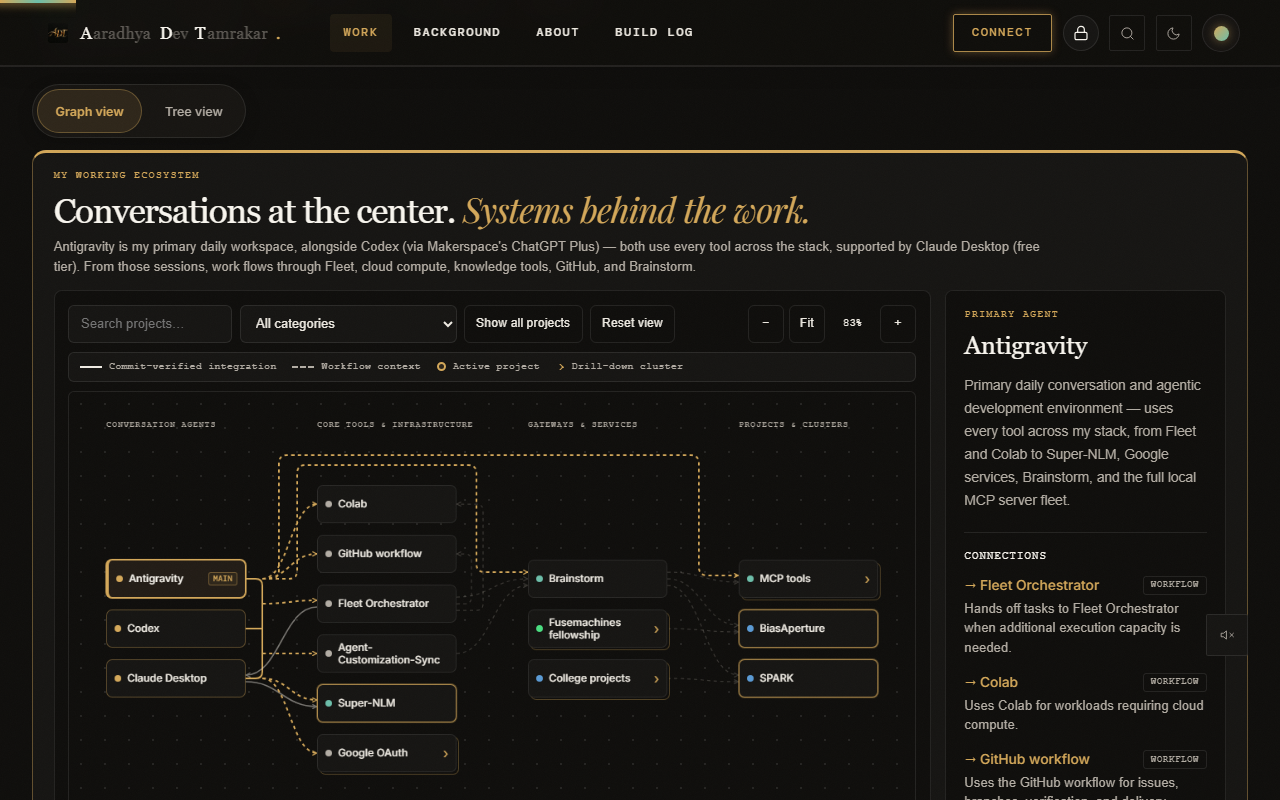 Aaradhya Dev Tamrakar .
WORK
BACKGROUND
ABOUT
BUILD LOG
CONNECT
Graph view
Tree view
MY WORKING ECOSYSTEM
Conversations at the center. Systems behind the work.
Antigravity is my primary daily workspace, alongside Codex (via Makerspace's ChatGPT Plus) — both use every tool across the stack, supported by Claude Desktop (free
tier). From those sessions, work flows through Fleet, cloud compute, knowledge tools, GitHub, and Brainstorm.
Search projects...
All categories
Show all projects
Reset view
−
Fit
83%
+
Commit-verified integration
Workflow context
Active project
› Drill-down cluster
CONVERSATION AGENTS
CORE TOOLS & INFRASTRUCTURE
GATEWAYS & SERVICES
PROJECTS & CLUSTERS
Antigravity MAIN
Codex
Claude Desktop
Colab
GitHub workflow
Fleet Orchestrator
Agent-
Customization-Sync
Super-NLM
Google OAuth ›
Brainstorm
Fusemachines
fellowship ›
College projects ›
MCP tools ›
BiasAperture
SPARK
PRIMARY AGENT
Antigravity
Primary daily conversation and agentic
development environment — uses
every tool across my stack, from Fleet
and Colab to Super-NLM, Google
services, Brainstorm, and the full local
MCP server fleet.
CONNECTIONS
→ Fleet Orchestrator WORKFLOW
Hands off tasks to Fleet Orchestrator
when additional execution capacity is
needed.
→ Colab WORKFLOW
Uses Colab for workloads requiring cloud
compute.
→ GitHub workflow WORKFLOW
Uses the GitHub workflow for issues,
branches, verification, and delivery.